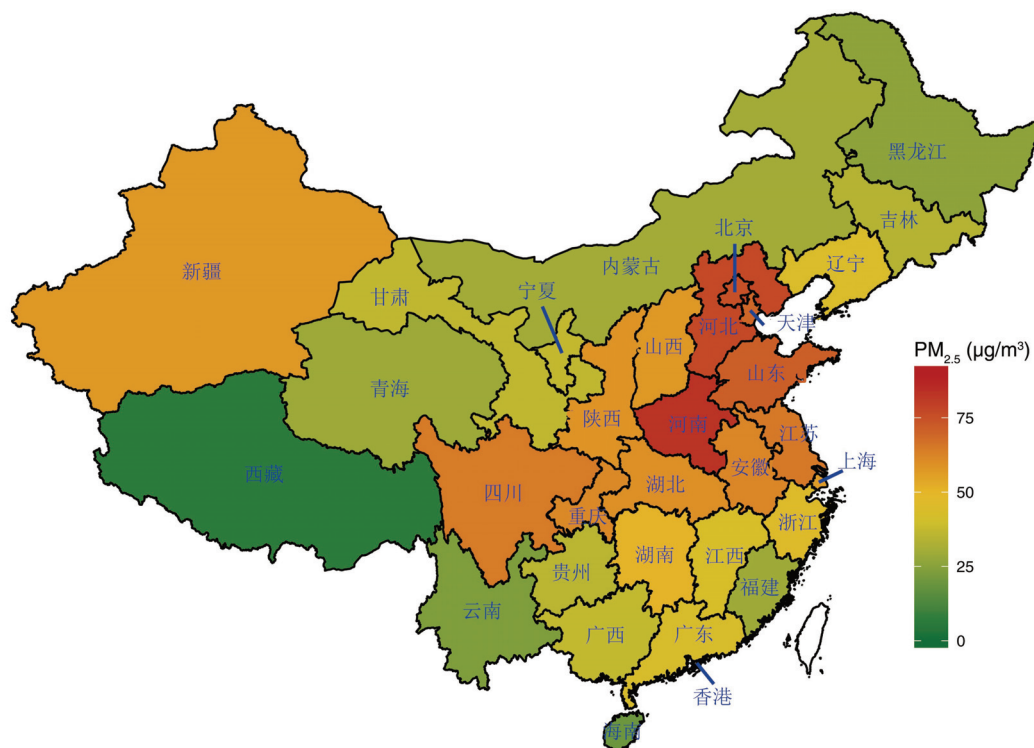 黑龙江
吉林
北京
辽宁
内蒙古
新疆
宁夏
甘肃
天津
河北
山西
青海
山东
陕西
河南
江苏
上海
安徽
西藏
四川
湖北
重庆
浙江
湖南
江西
贵州
福建
云南
广西
广东
香港
海南
PM2.5 (μg/m³)
75
50
25
0